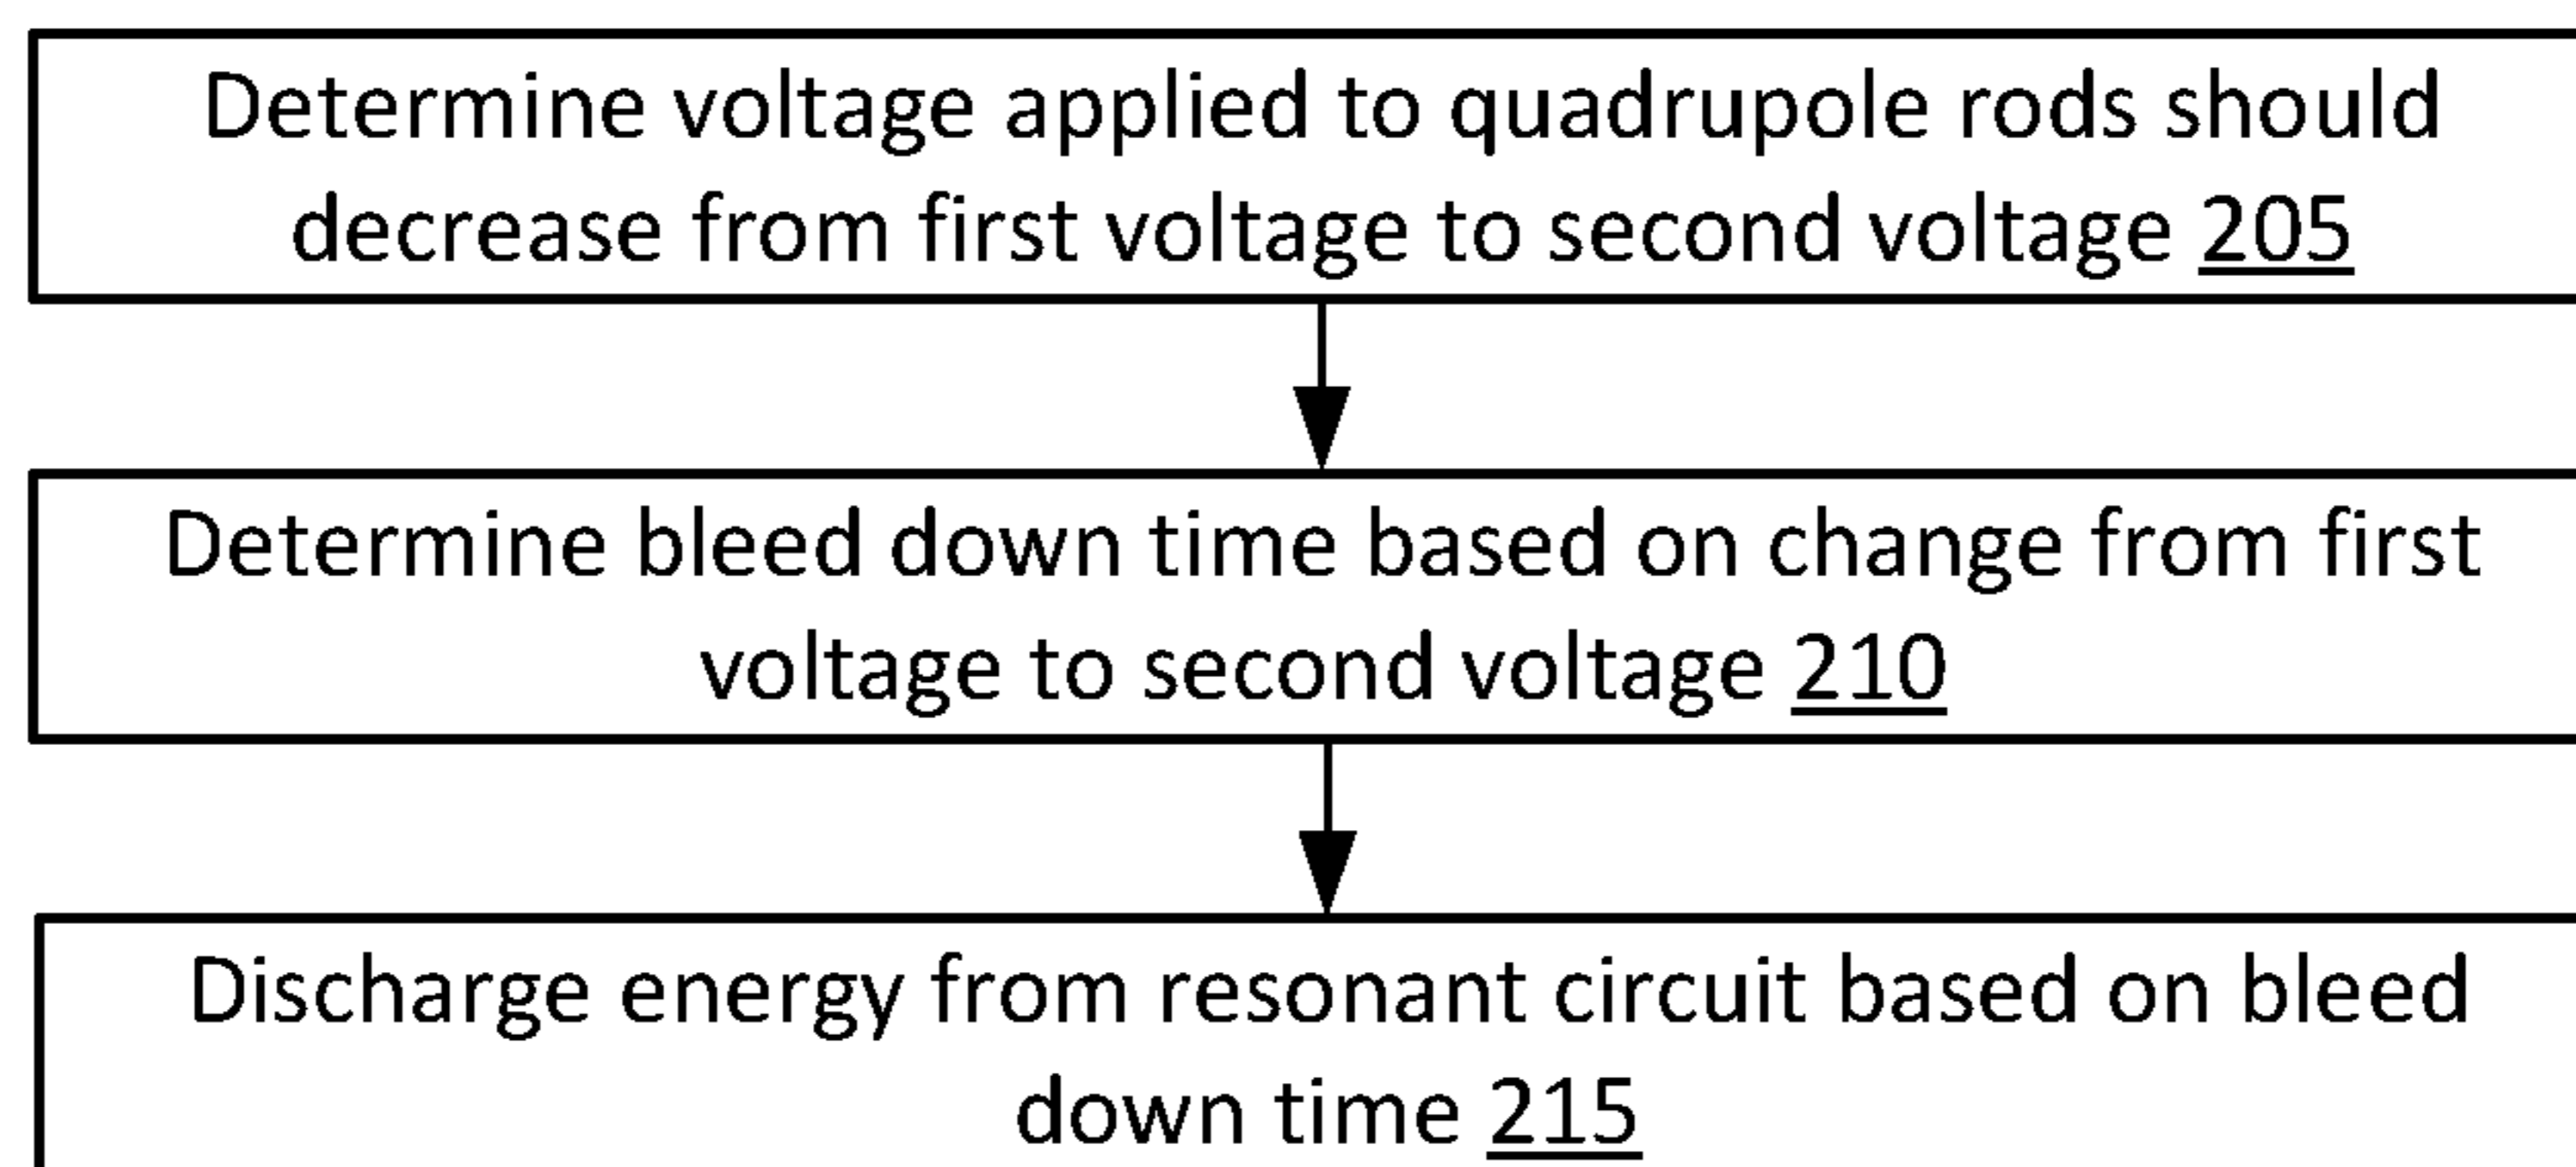 Determine voltage applied to quadrupole rods should
decrease from first voltage to second voltage 205
Determine bleed down time based on change from first
voltage to second voltage 210
Discharge energy from resonant circuit based on bleed
down time 215